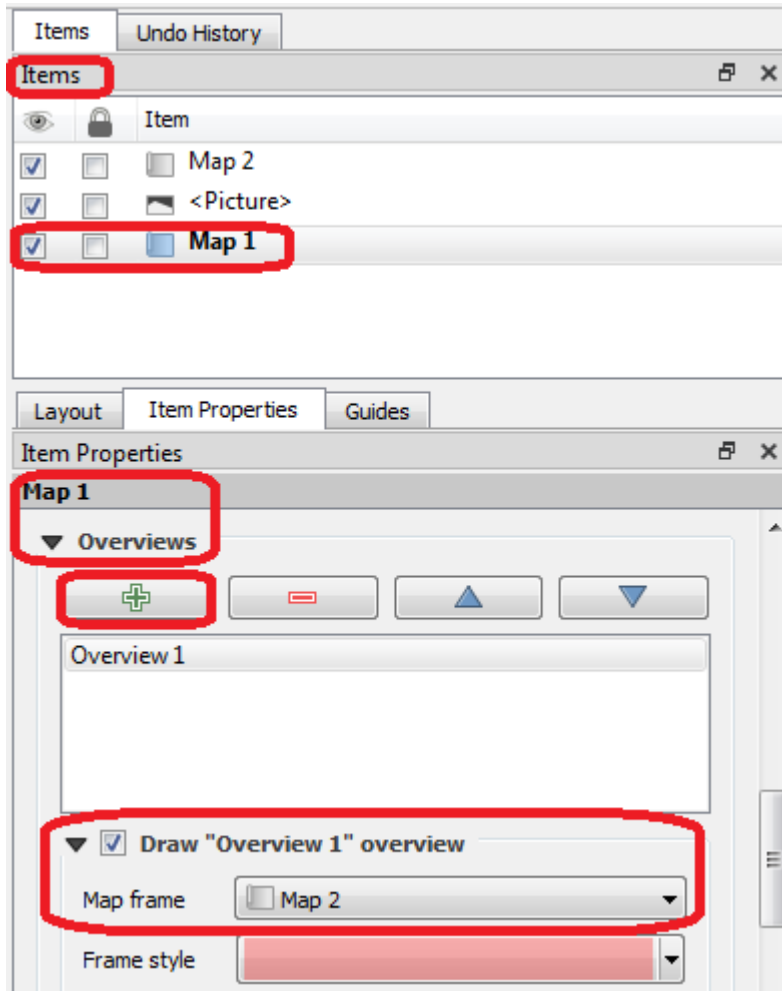 Items Undo History
Items
Item
Map 2
<Picture>
Map 1
Layout Item Properties Guides
Item Properties
Map 1
Overviews
Overview 1
Draw "Overview 1" overview
Map frame Map 2
Frame style